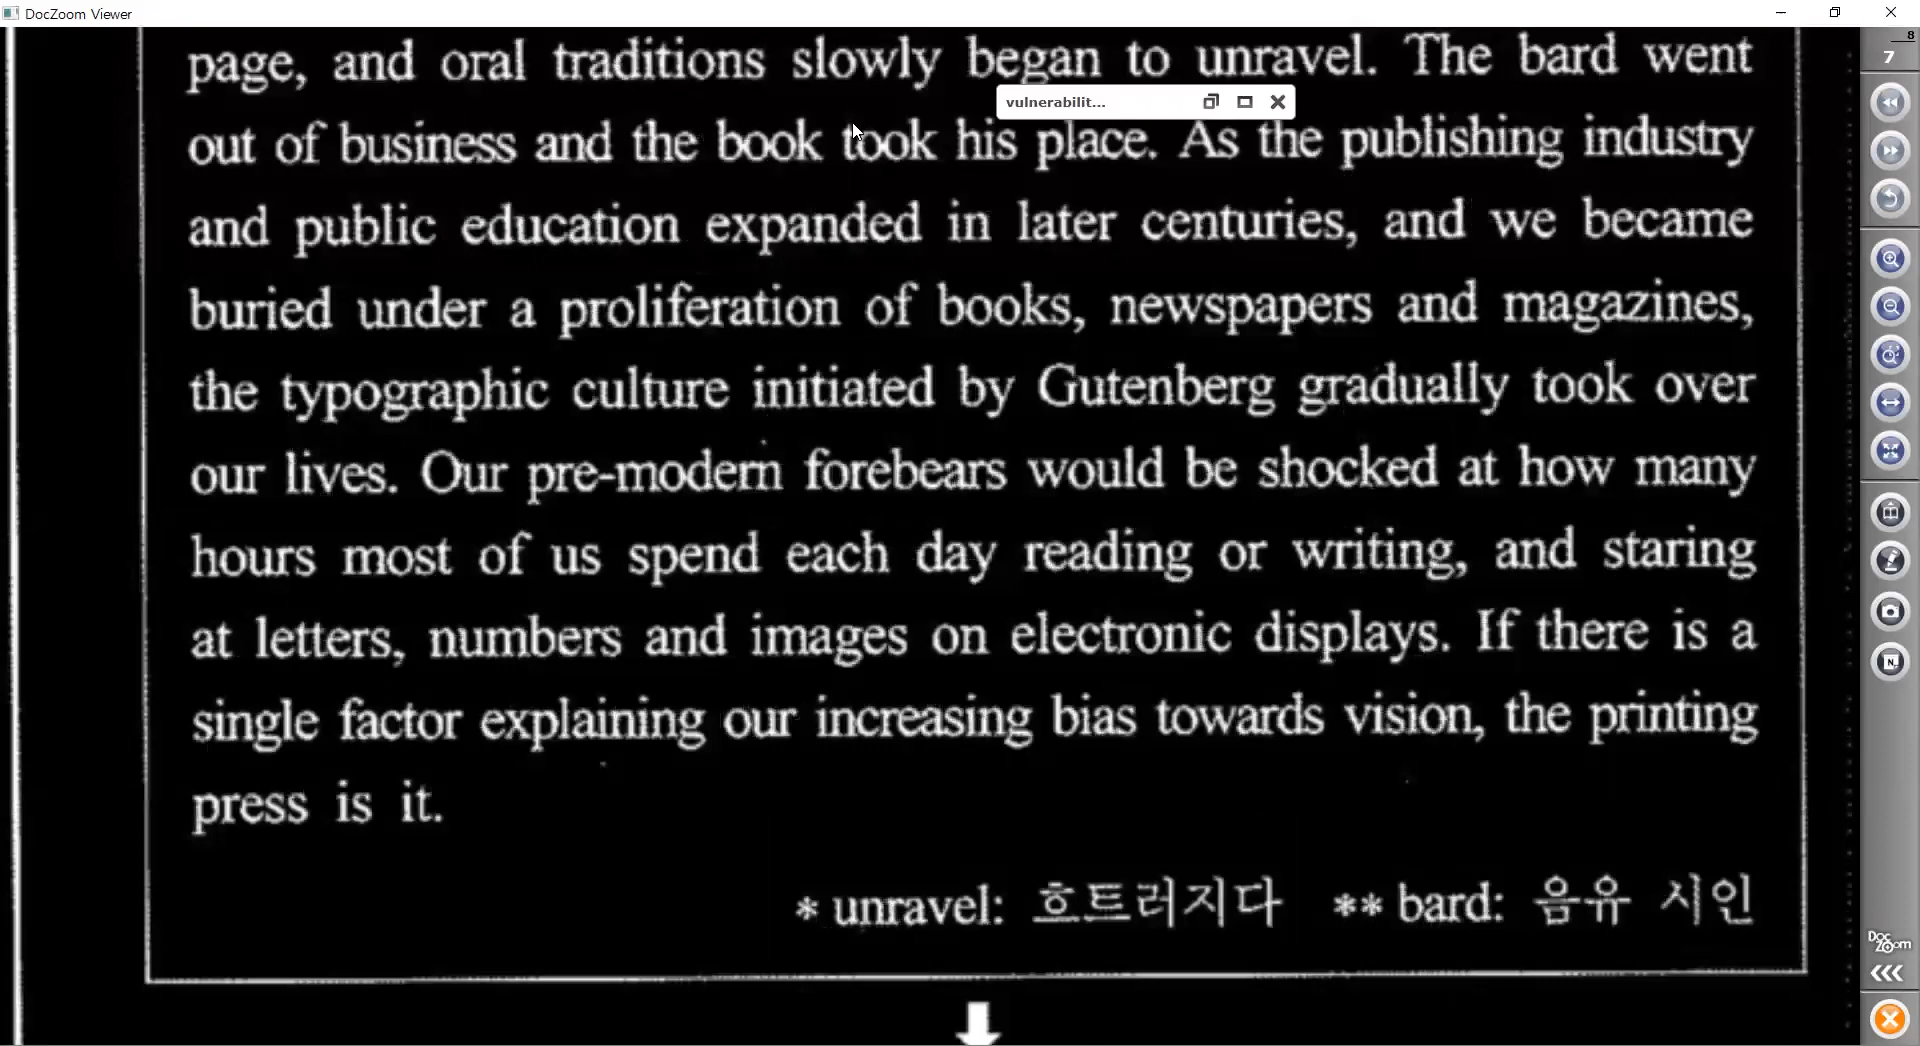 DocZoom Viewer
8
7
page, and oral traditions slowly began to unravel. The bard went
vulnerabilit...
out of business and the book took his place. As the publishing industry
and public education expanded in later centuries, and we became
buried under a proliferation of books, newspapers and magazines,
the typographic culture initiated by Gutenberg gradually took over
our lives. Our pre-modern forebears would be shocked at how many
hours most of us spend each day reading or writing, and staring
at letters, numbers and images on electronic displays. If there is a
single factor explaining our increasing bias towards vision, the printing
press is it.
* unravel: 흐트러지다 ** bard: 음유 시인
N
Doc
Zoom